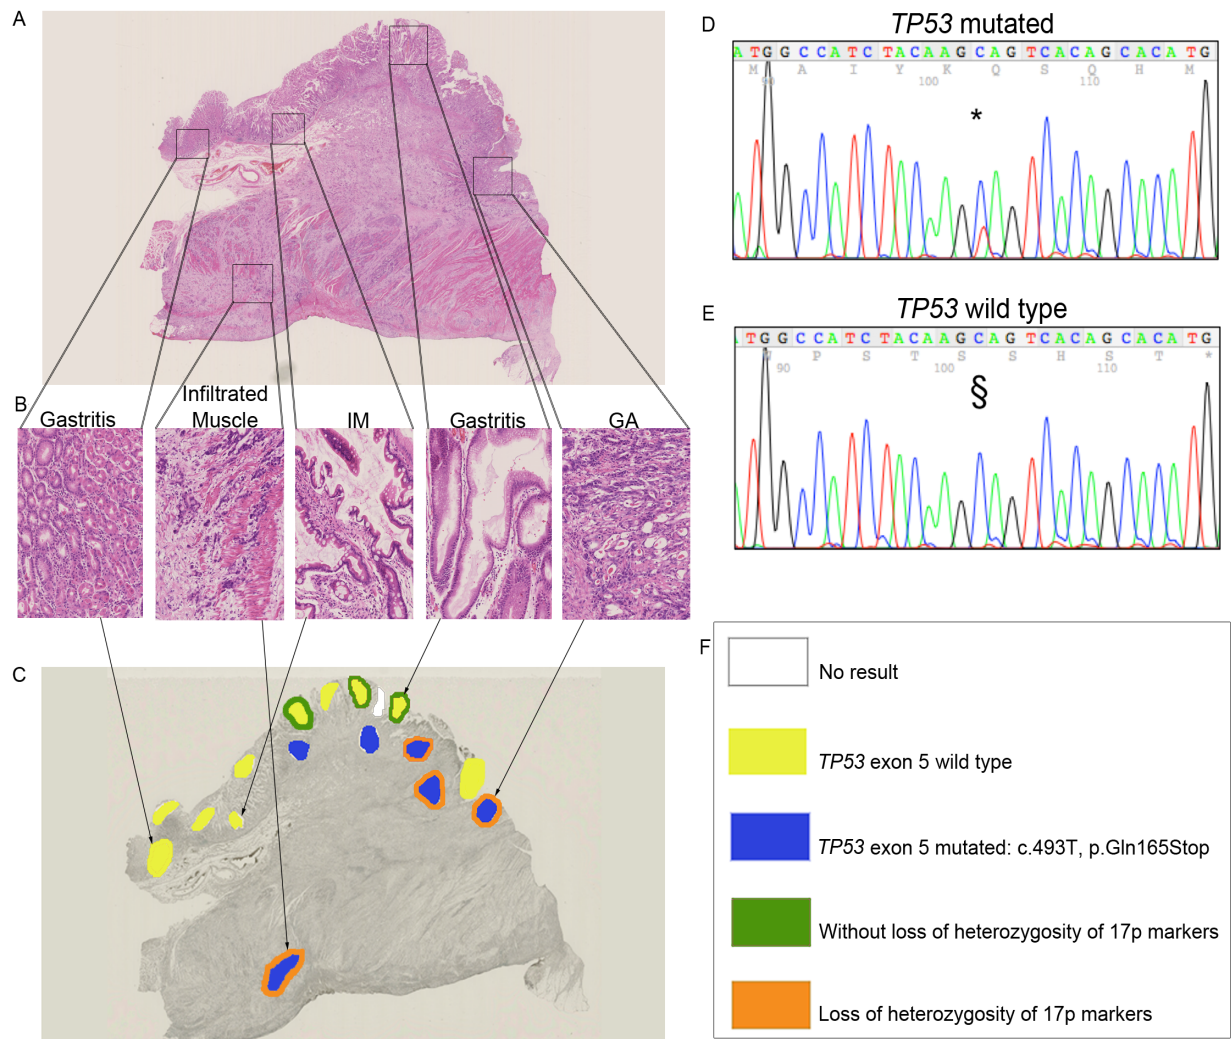 A
B
Gastritis
Infiltrated
Muscle
IM
Gastritis
GA
C
D
TP53 mutated
A T G G C C A T C T A C A A G C A G T C A C A G C A C A T G
M A I Y K Q S Q H M
90 100 110
*
E
TP53 wild type
. T G G C C A T C T A C A A G C A G T C A C A G C A C A T G
W P S T S S H S T *
90 100 110
§
F
No result
TP53 exon 5 wild type
TP53 exon 5 mutated: c.493T, p.Gln165Stop
Without loss of heterozygosity of 17p markers
Loss of heterozygosity of 17p markers